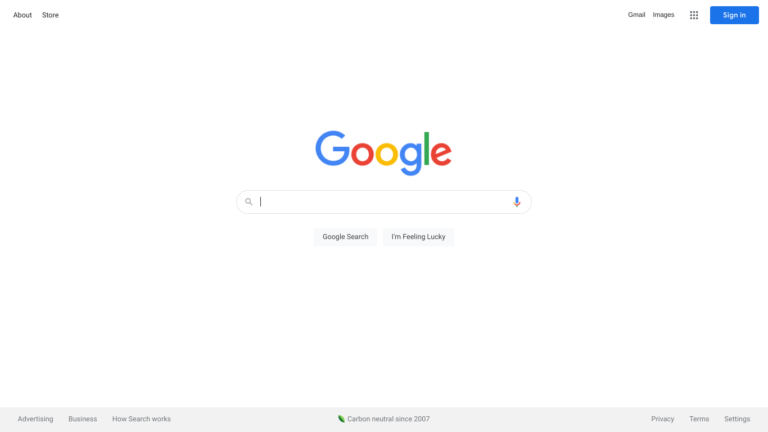 About Store Gmail Images Sign in
Google
Google Search I'm Feeling Lucky
Advertising Business How Search works Carbon neutral since 2007 Privacy Terms Settings